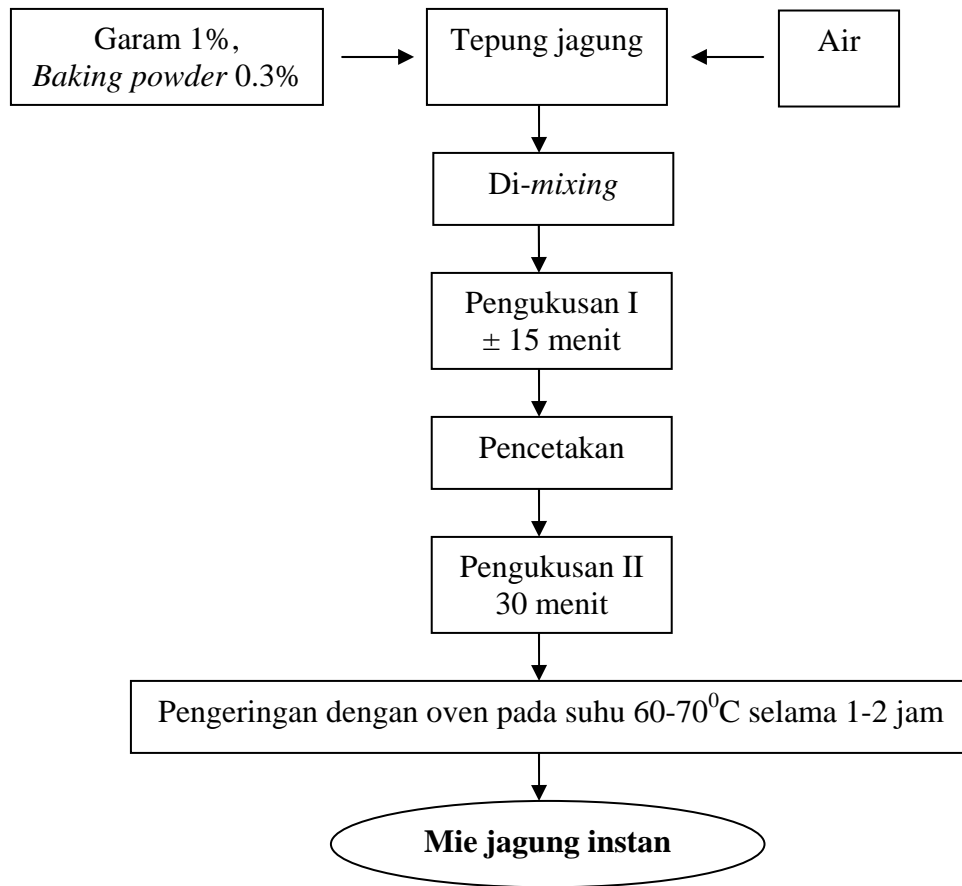 Garam 1%,
Baking powder 0.3%
Tepung jagung
Air
Di-mixing
Pengukusan I
± 15 menit
Pencetakan
Pengukusan II
30 menit
Pengeringan dengan oven pada suhu 60-70⁰C selama 1-2 jam
Mie jagung instan